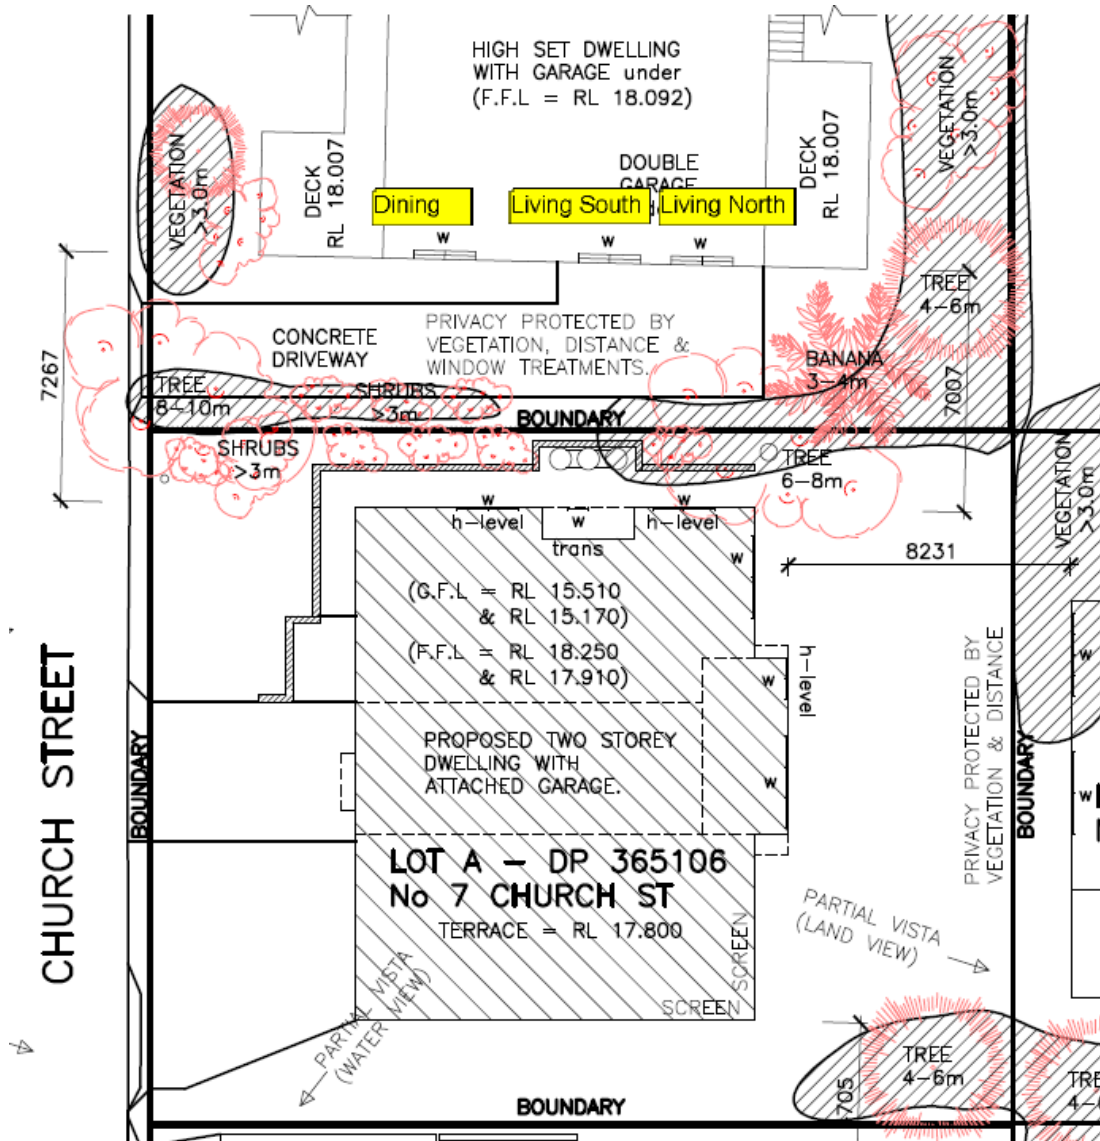 HIGH SET DWELLING
WITH GARAGE under
(F.F.L = RL 18.092)
VEGETATION
>3.0m
VEGETATION
>3.0m
DECK
RL 18.007
DOUBLE
GARAGE
DECK
RL 18.007
Dining
Living South
Living North
W
W
W
TREE
4-6m
CONCRETE
DRIVEWAY
PRIVACY PROTECTED BY
VEGETATION, DISTANCE &
WINDOW TREATMENTS.
7267
BANANA
3-4m
7007
TREE
8-10m
SHRUBS
>3m
BOUNDARY
SHRUBS
>3m
TREE
6-8m
VEGETATION
>3.0m
W
h-level
W
trans
W
h-level
W
8231
(G.F.L = RL 15.510
& RL 15.170)
(F.F.L = RL 18.250
& RL 17.910)
h-level
W
W
W
W
PRIVACY PROTECTED BY
VEGETATION & DISTANCE
CHURCH STREET
BOUNDARY
BOUNDARY
PROPOSED TWO STOREY
DWELLING WITH
ATTACHED GARAGE.
LOT A - DP 365106
No 7 CHURCH ST
TERRACE = RL 17.800
SCREEN
SCREEN
PARTIAL VISTA
(LAND VIEW)
PARTIAL VISTA
(WATER VIEW)
TREE
4-6m
BOUNDARY